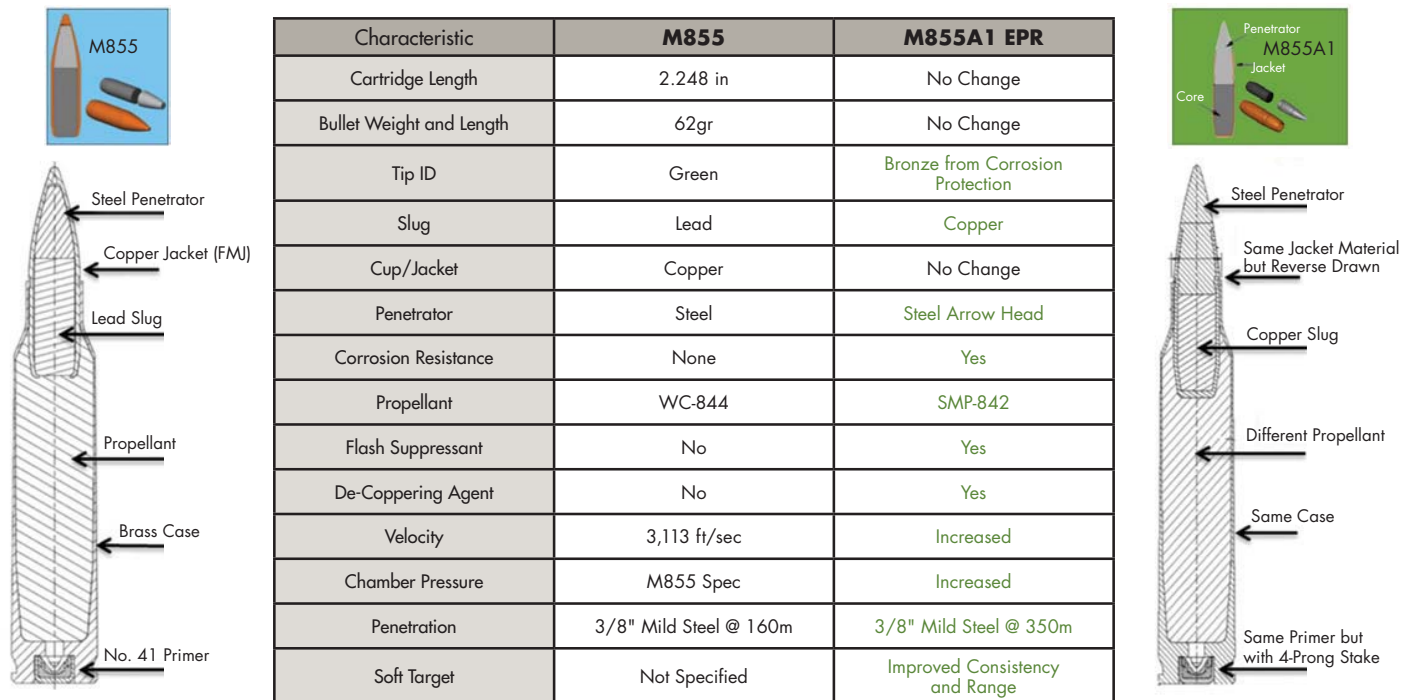 M855
Steel Penetrator
Copper Jacket (FMJ)
Lead Slug
Propellant
Brass Case
No. 41 Primer
Characteristic M855 M855A1 EPR
Cartridge Length 2.248 in No Change
Bullet Weight and Length 62gr No Change
Tip ID Green Bronze from Corrosion
Protection
Slug Lead Copper
Cup/Jacket Copper No Change
Penetrator Steel Steel Arrow Head
Corrosion Resistance None Yes
Propellant WC-844 SMP-842
Flash Suppressant No Yes
De-Coppering Agent No Yes
Velocity 3,113 ft/sec Increased
Chamber Pressure M855 Spec Increased
Penetration 3/8" Mild Steel @ 160m 3/8" Mild Steel @ 350m
Soft Target Not Specified Improved Consistency
and Range
Penetrator
M855A1
Jacket
Core
Steel Penetrator
Same Jacket Material
but Reverse Drawn
Copper Slug
Different Propellant
Same Case
Same Primer but
with 4-Prong Stake